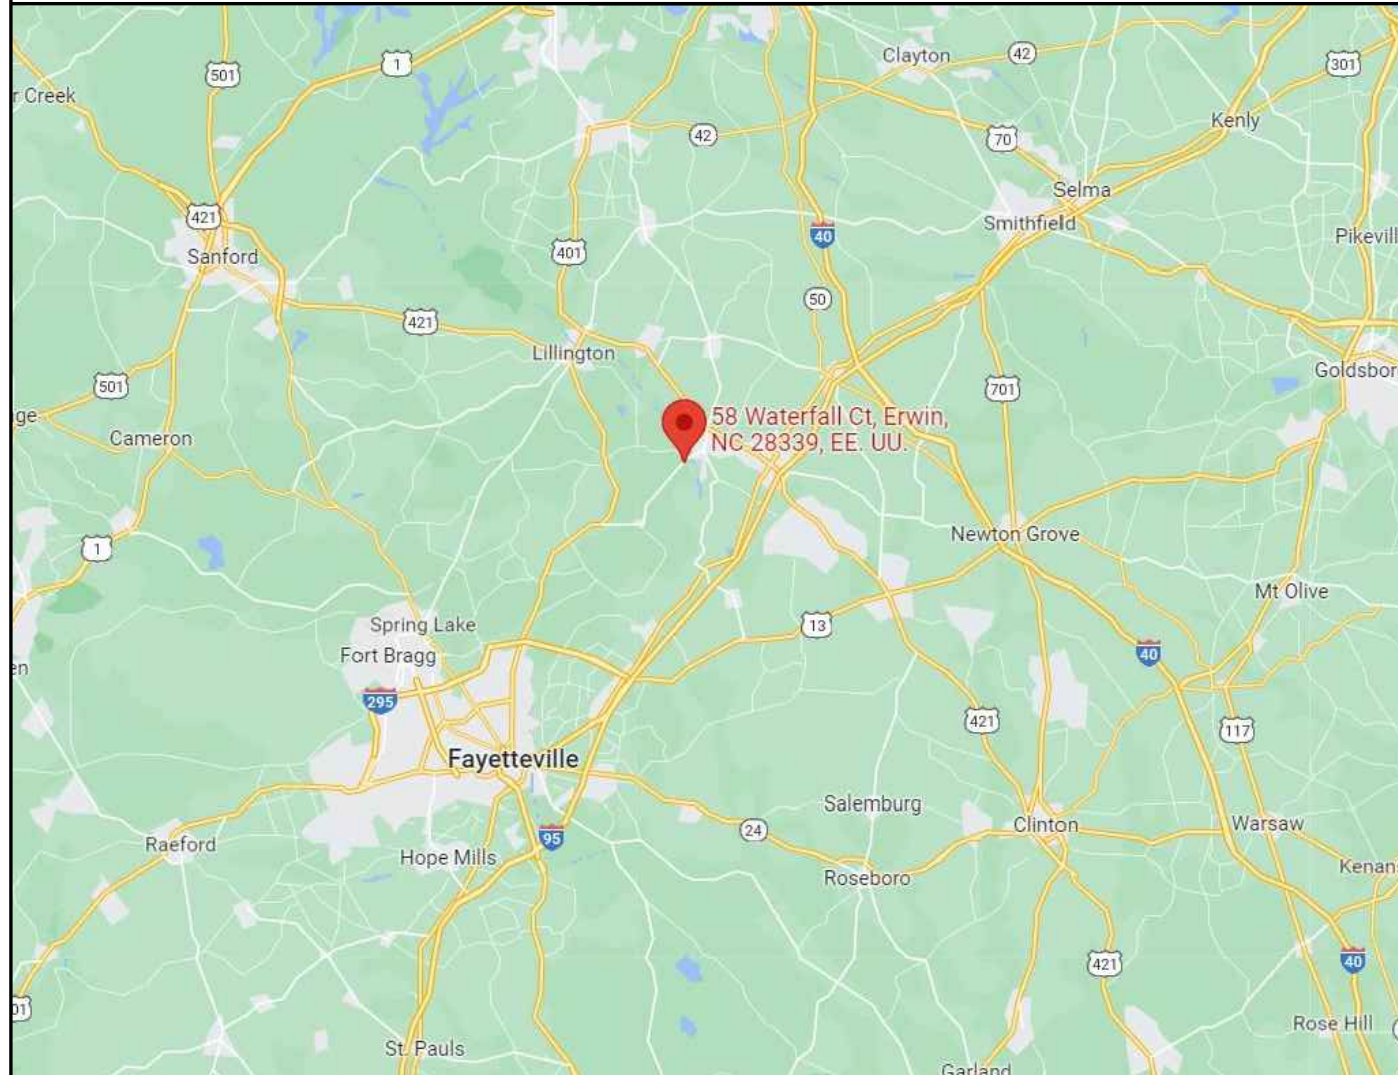 Clayton
42
501
1
301
r Creek
Kenly
42
70
Selma
421
Smithfield
40
Pikevill
401
Sanford
50
421
Lillington
Goldsbor
501
701
ge
58 Waterfall Ct, Erwin,
NC 28339, EE. UU.
Cameron
Newton Grove
1
Mt Olive
Spring Lake
13
Fort Bragg
40
en
295
421
117
Fayetteville
Salemburg
Clinton
Warsaw
24
95
Raeford
Hope Mills
Kenan
Roseboro
40
421
01
Rose Hill
St. Pauls
Garland